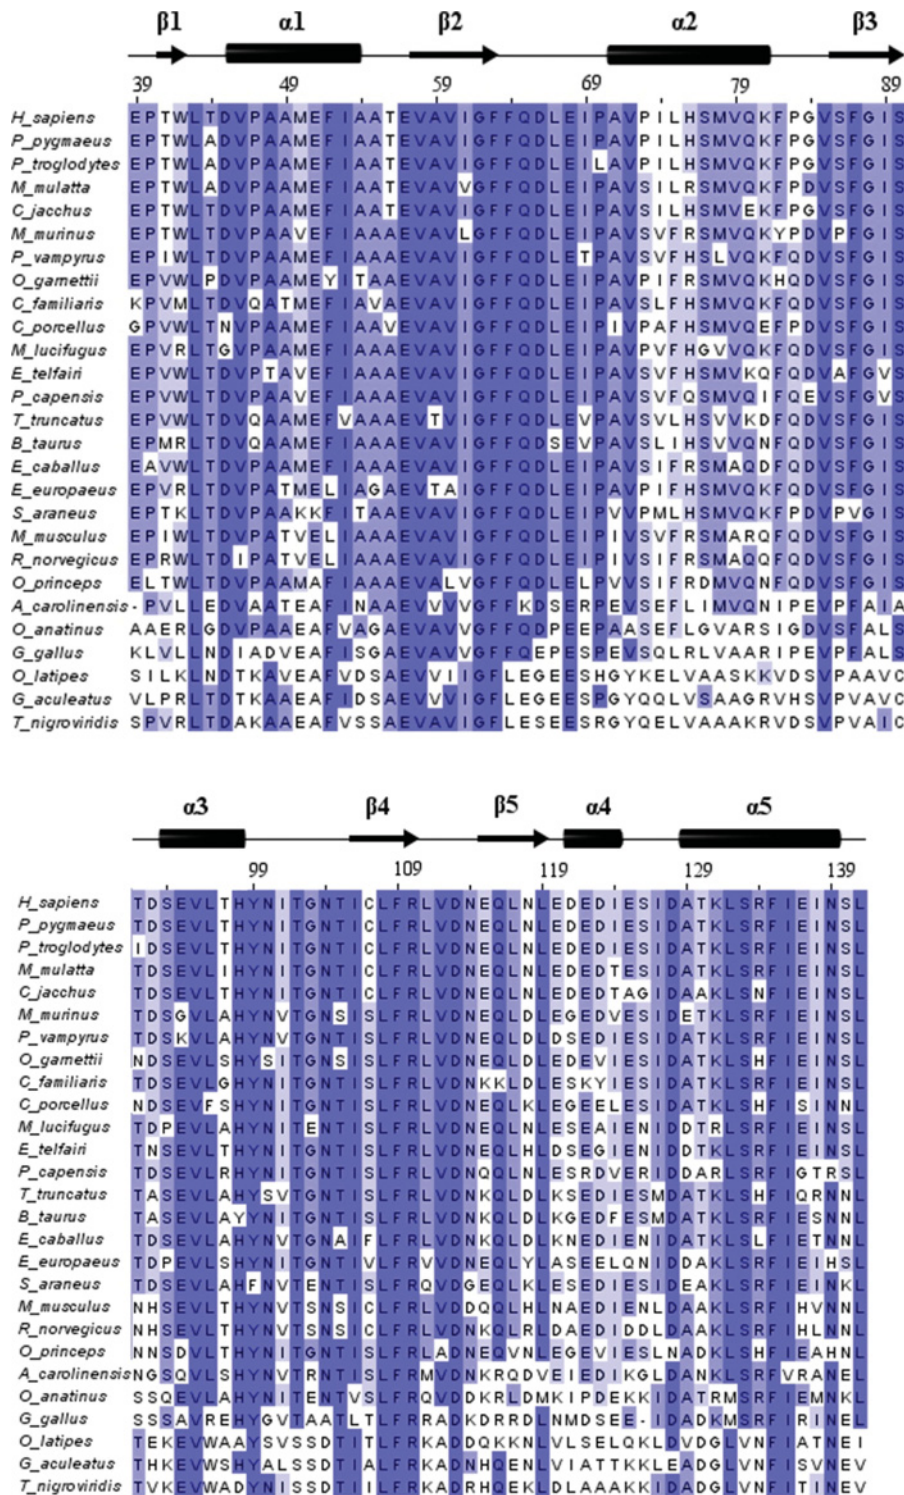 β1 α1 β2 α2 β3
39 49 59 69 79 89
H_sapiens EPTWLTDVPAAMEFIAATEVAVIGFFQDLEIPAVPILHSMVQKFPGVSFGIS
P_pygmaeus EPTWLADVPAAMEFIAATEVAVIGFFQDLEIPAVPILHSMVQKFPGVSFGIS
P_troglodytes EPTWLADVPAAMEFIAATEVAVIGFFQDLEILAVPILHSMVQKFPGVSFGIS
M_mulatta EPTWLADVPAAMEFIAATEVAVVGFFQDLEIPAVSILRSMVQKFPDVSFGIS
C_jacchus EPTWLTDVPAAMEFIAATEVAVIGFFQDLEIPAVSILHSMVEKFPGVSFGIS
M_murinus EPTWLTDVPAAVEFIAAAEVAVLGFFQDLEIPAVSVFRSMVQKYPDVPFGIS
P_vampyrus EPIWLTDVPAAMEFIAAAEVAVIGFFQDLETPAVSVFHSLVQKFPDVSFGIS
O_garnettii EPVWLPDVPAAMEYITAAEVAVIGFFQDLEIPAVPIFRSMVQKHQDVSFGIS
C_familiaris KPVMLTDVQATMEFIAVAEVAVIGFFQDLEIPAVSLFHSMVQKFPDVSFGIS
C_porcellus GPVWLTNVPAAMEFIAAVEVAVIGFFQDLEIPIVPAFHSMVQEFPDVSFGIS
M_lucifugus EPVRLTGVPAAMEFIAAAEVAVIGFFQDLEIPAVPVFHGVVQKFQDVSFGIS
E_telfairi EPVWLTDVPTAVEFIAAAEVAVIGFFQDLEIPAVSVFHSMVKQFQDVAFGVS
P_capensis EPVWLTDVPAAVEFIAAAEVAVIGFFQDLEIPAVSVFQSMVQIFQEVSFGVS
T_truncatus EPVWLTDVQAAMEFVAAAEVTVIGFFQDLEVPAVSVLHSVVKDFQDVSFGIS
B_taurus EPMRLTDVQAAMEFIAAAEVAVIGFFQDSEVPAVSLIHSVVQNFQDVSFGIS
E_caballus EAVWLTDVPAAMEFIAAAEVAVIGFFQDLEIPAVSIFRSMAQDFQDVSFGIS
E_europaeus EPVRLTDVPATMELIAGAEVTAIGFFQDLEIPAVPIFHSMVQKFQDVSFGIS
S_araneus EPTKLTDVPAAKKFITAAEVAVIGFFQDLEIPVVPMLHSMVQKFPDVPVGIS
M_musculus EPIWLTDVPATVELIAAAEVAVIGFFQDLEIPIVSVFRSMARQFQDVSFGIS
R_norvegicus EPRWLTDIPATVELIAAAEVAVIGFFQDLEIPIVSVFRSMAQQFQDVSFGIS
O_princeps ELTWLTDVPAAMAFIAAAEVALVGFFQDLELPVVSIFRDMVQNFQDVSFGIS
A_carolinensis -PVLLEDVAATEAFINAAEVVVVGFFKDSERPEVSEFLIMVQNIPEVPFAIA
O_anatinus AAERLGDVPAAEAFVAGAEVAVVGFFQDPEEPAASEFLGVARSIGDVSFALS
G_gallus KLVLLNDIADVEAFISGAEVAVVGFFQEPESPEVSQLRLVAARIPEVPFALS
O_latipes SILKLNDTKAVEAFVDSAEVVIIGFLEGEESHGYKELVAASKKVDSVPAAVC
G_aculeatus VLPRLTDTKAAEAFIDSAEVVVIGFLEGEESPGYQQLVSAAGRVHSVPVAVC
T_nigroviridis SPVRLTDAKAAEAFVSSAEVAVIGFLESEESRGYQELVAAAKRVDSVPVAIC
α3 β4 β5 α4 α5
99 109 119 129 139
H_sapiens TDSEVLTHYNITGNTICLFRLVDNEQLNLEDEDIESIDATKLSRFIEINSL
P_pygmaeus TDSEVLTHYNITGNTICLFRLVDNEQLNLEDEDIESIDATKLSRFIEINSL
P_troglodytes IDSEVLTHYNITGNTICLFRLVDNEQLNLEDEDIESIDATKLSRFIEINSL
M_mulatta TDSEVLIHYNITGNTICLFRLVDNEQLNLEDEDTESIDATKLSRFIEINSL
C_jacchus TDSEVLTHYNITGNTICLFRLVDNEQLNLEDEDTAGIDAAKLSNFIEINSL
M_murinus TDSGVLAHYNVTGNSISLFRLVDNEQLDLEGEDVESIDETKLSRFIEINSL
P_vampyrus TDSKVLAHYNVTGNTISLFRLVDNEQLDLDSEDIESIDATKLSRFIEINSL
O_garnettii NDSEVLSHYSITGNSISLFRLVDNEQLDLEDEVIESIDATKLSHFIEINSL
C_familiaris TDSEVLGHYNITGNTISLFRLVDNKKLDLESKYIESIDATKLSRFIEINSL
C_porcellus NDSEVFSHYNITGNTISLFRLVDNEQLKLEGEELESIDATKLSHFISINNL
M_lucifugus TDPEVLAHYNITENTISLFRLVDNEQLNLESEAIENIDDTRLSRFIEINSL
E_telfairi TNSEVLTHYNITGNTISLFRLVDNEQLHLDSEGIENIDDTKLSRFIEINSL
P_capensis TDSEVLRHYNITGNTISLFRLVDNQQLNLESRDVERIDDARLSRFIGTRSL
T_truncatus TASEVLAHYSVTGNTISLFRLVDNKQLDLKSEDIESMDATKLSHFIQRNNL
B_taurus TASEVLAYYNITGNTISLFRLVDNKQLDLKGEDFESMDATKLSRFIESNNL
E_caballus TDSEVLAHYNVTGNAIFLFRLVDNKQLDLKNEDIENIDATKLSLFIETNNL
E_europaeus TDPEVLSHYNITGNTIVLFRVVDNEQLYLASEELQNIDDAKLSRFIEIHSL
S_araneus TDSEVLAHFNVTENTISLFRQVDGEQLKLESEDIESIDEAKLSRFIEINKL
M_musculus NHSEVLTHYNVTSNSICLFRLVDDQQLHLNAEDIENLDAAKLSRFIHVNNL
R_norvegicus NHSEVLTHYNVTSNSICLFRLVDNKQLRLDAEDIDDLDAAKLSRFIHLNNL
O_princeps NNSDVLTHYNITGNTISLFRLADNEQVNLEGEVIESLNADKLSHFIEAHNL
A_carolinensis NGSQVLSHYNITGNTISLFRMVDNKRQDVEIEDIKGLDANKLSRFVRANEL
O_anatinus SSQEVLAHYNITENTVSLFRQVDDKRLDMKIPDEKKIDATRMSRFIEMNKL
G_gallus SSSAVREHYGVTAATLTLFRRADKDRRDLNMDSEE-IDADKMSRFIRINEL
O_latipes TEKEVWAAYSVSSDTITLFRKADDQKKNLVLSELQKLDVDGLVNFIATNEI
G_aculeatus THKEVWSHYALSSDTIALFRKADNHQENLVIATTKKLEADGLVNFISVNEV
T_nigroviridis TVKEVWADYNISSDTISLFRKADRHQEKLDLAAAKKIDADGLVNFITINEV